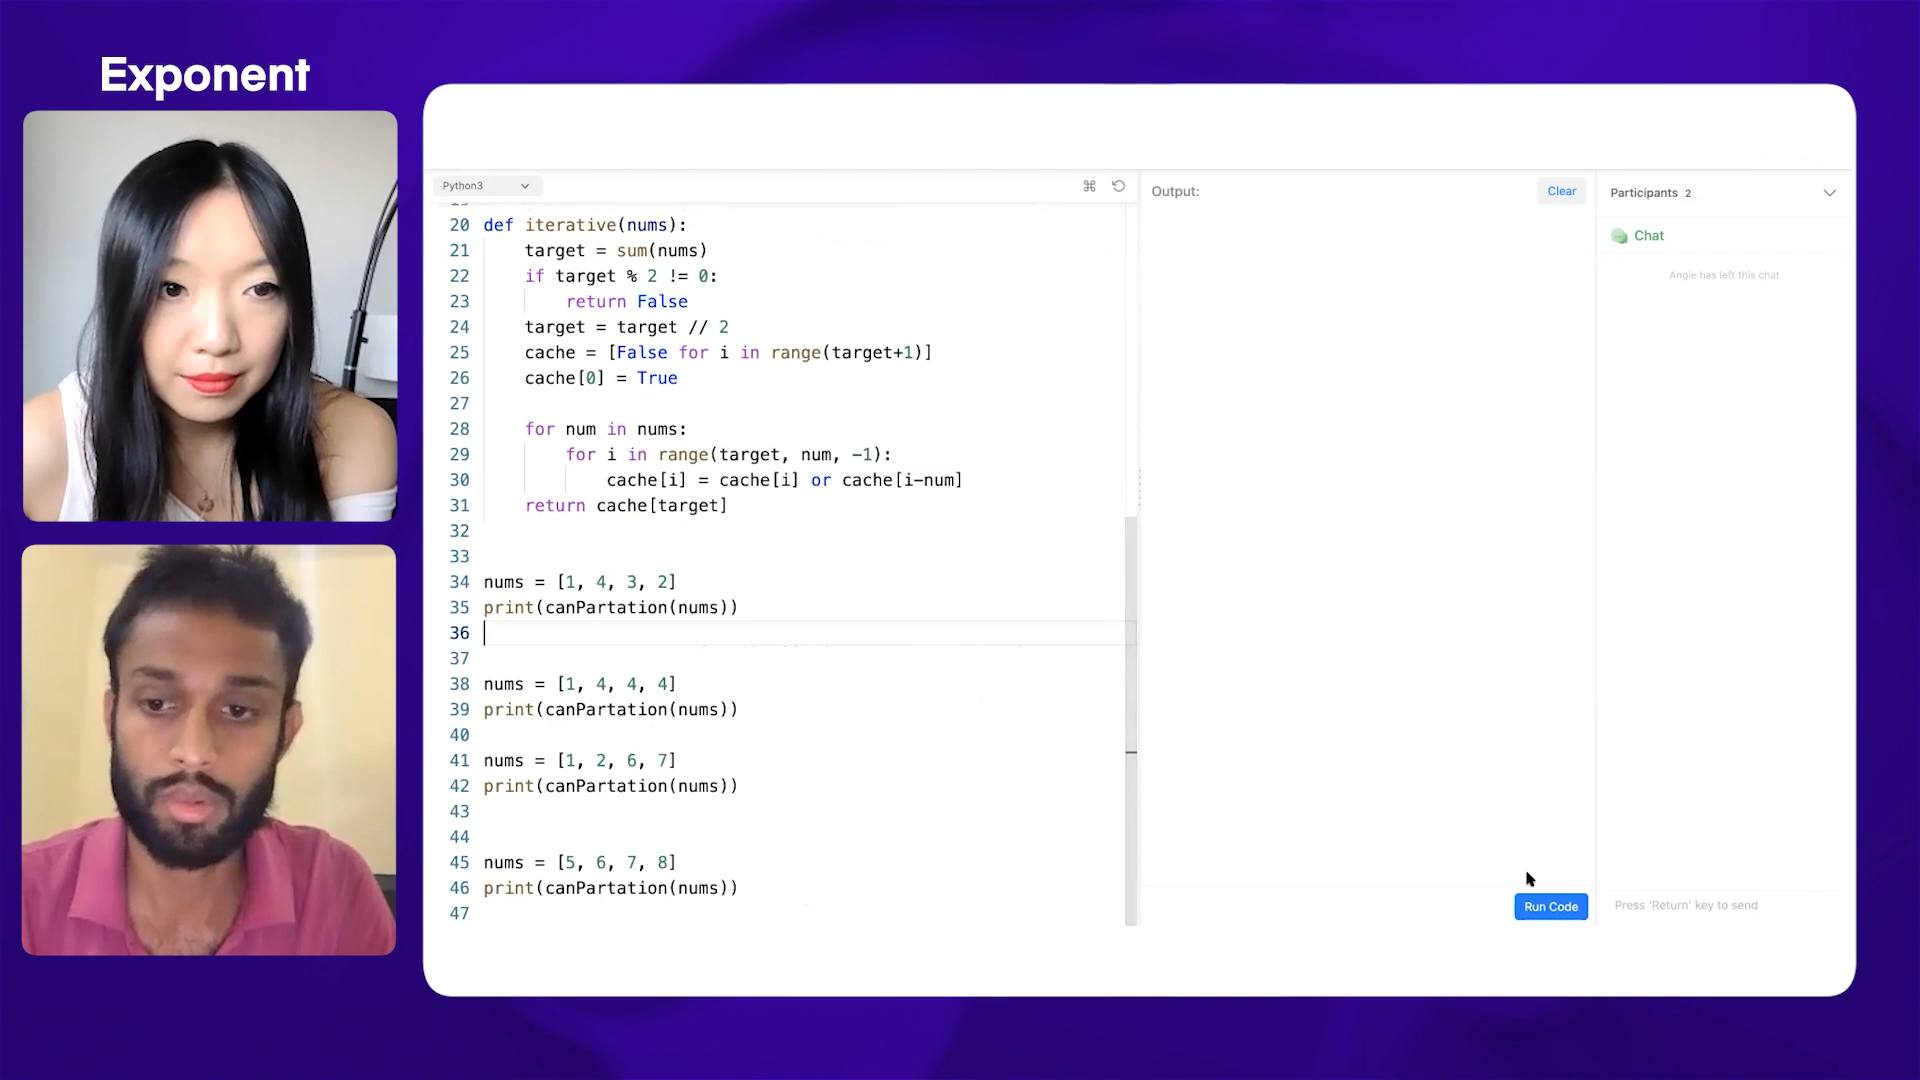 Exponent
Python3
Output:
Clear
Participants 2
Chat
Angie has left this chat
20 def iterative(nums):
21 target = sum(nums)
22 if target % 2 != 0:
23 return False
24 target = target // 2
25 cache = [False for i in range(target+1)]
26 cache[0] = True
27
28 for num in nums:
29 for i in range(target, num, -1):
30 cache[i] = cache[i] or cache[i-num]
31 return cache[target]
32
33
34 nums = [1, 4, 3, 2]
35 print(canPartation(nums))
36
37
38 nums = [1, 4, 4, 4]
39 print(canPartation(nums))
40
41 nums = [1, 2, 6, 7]
42 print(canPartation(nums))
43
44
45 nums = [5, 6, 7, 8]
46 print(canPartation(nums))
47
Run Code
Press 'Return' key to send